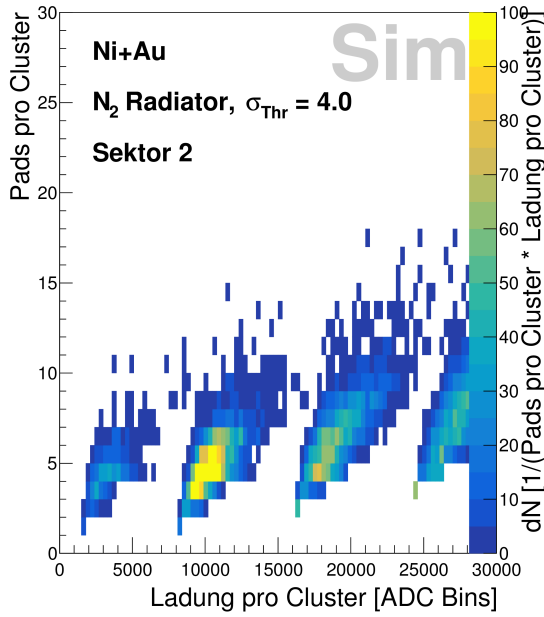 Sim
Ni+Au
N₂ Radiator, σThr = 4.0
Sektor 2
Pads pro Cluster
30
25
20
15
10
5
0
0 5000 10000 15000 20000 25000 30000
Ladung pro Cluster [ADC Bins]
100
90
80
70
60
50
40
30
20
10
0
dN [1/(Pads pro Cluster * Ladung pro Cluster)]